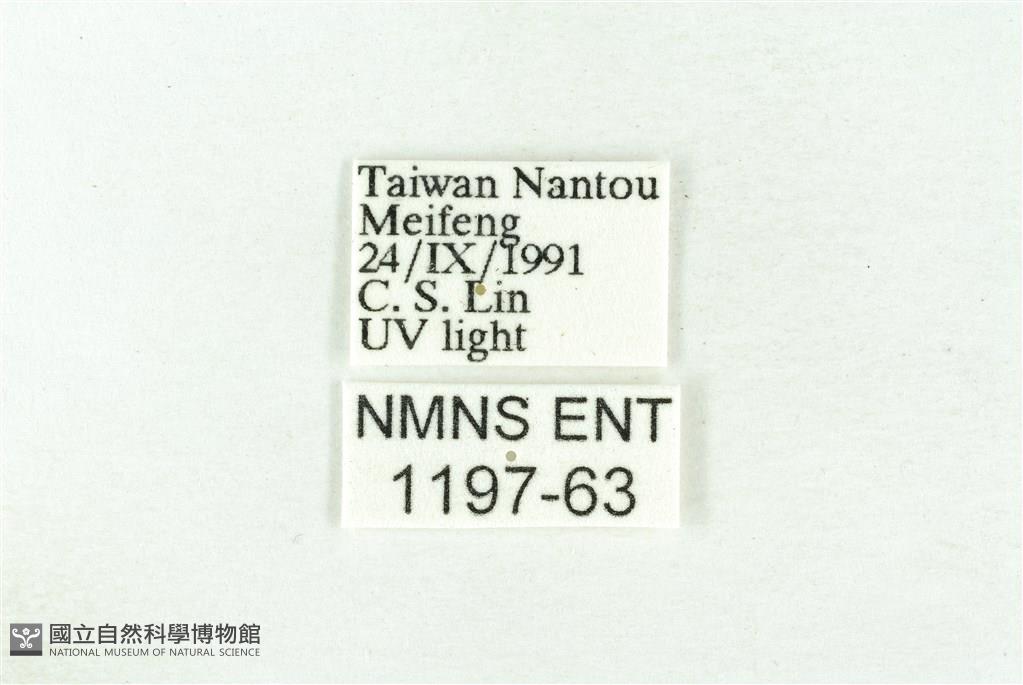 Taiwan Nantou
Meifeng
24/IX/1991
C. S. Lin
UV light
NMNS ENT
1197-63
國立自然科學博物館
NATIONAL MUSEUM OF NATURAL SCIENCE